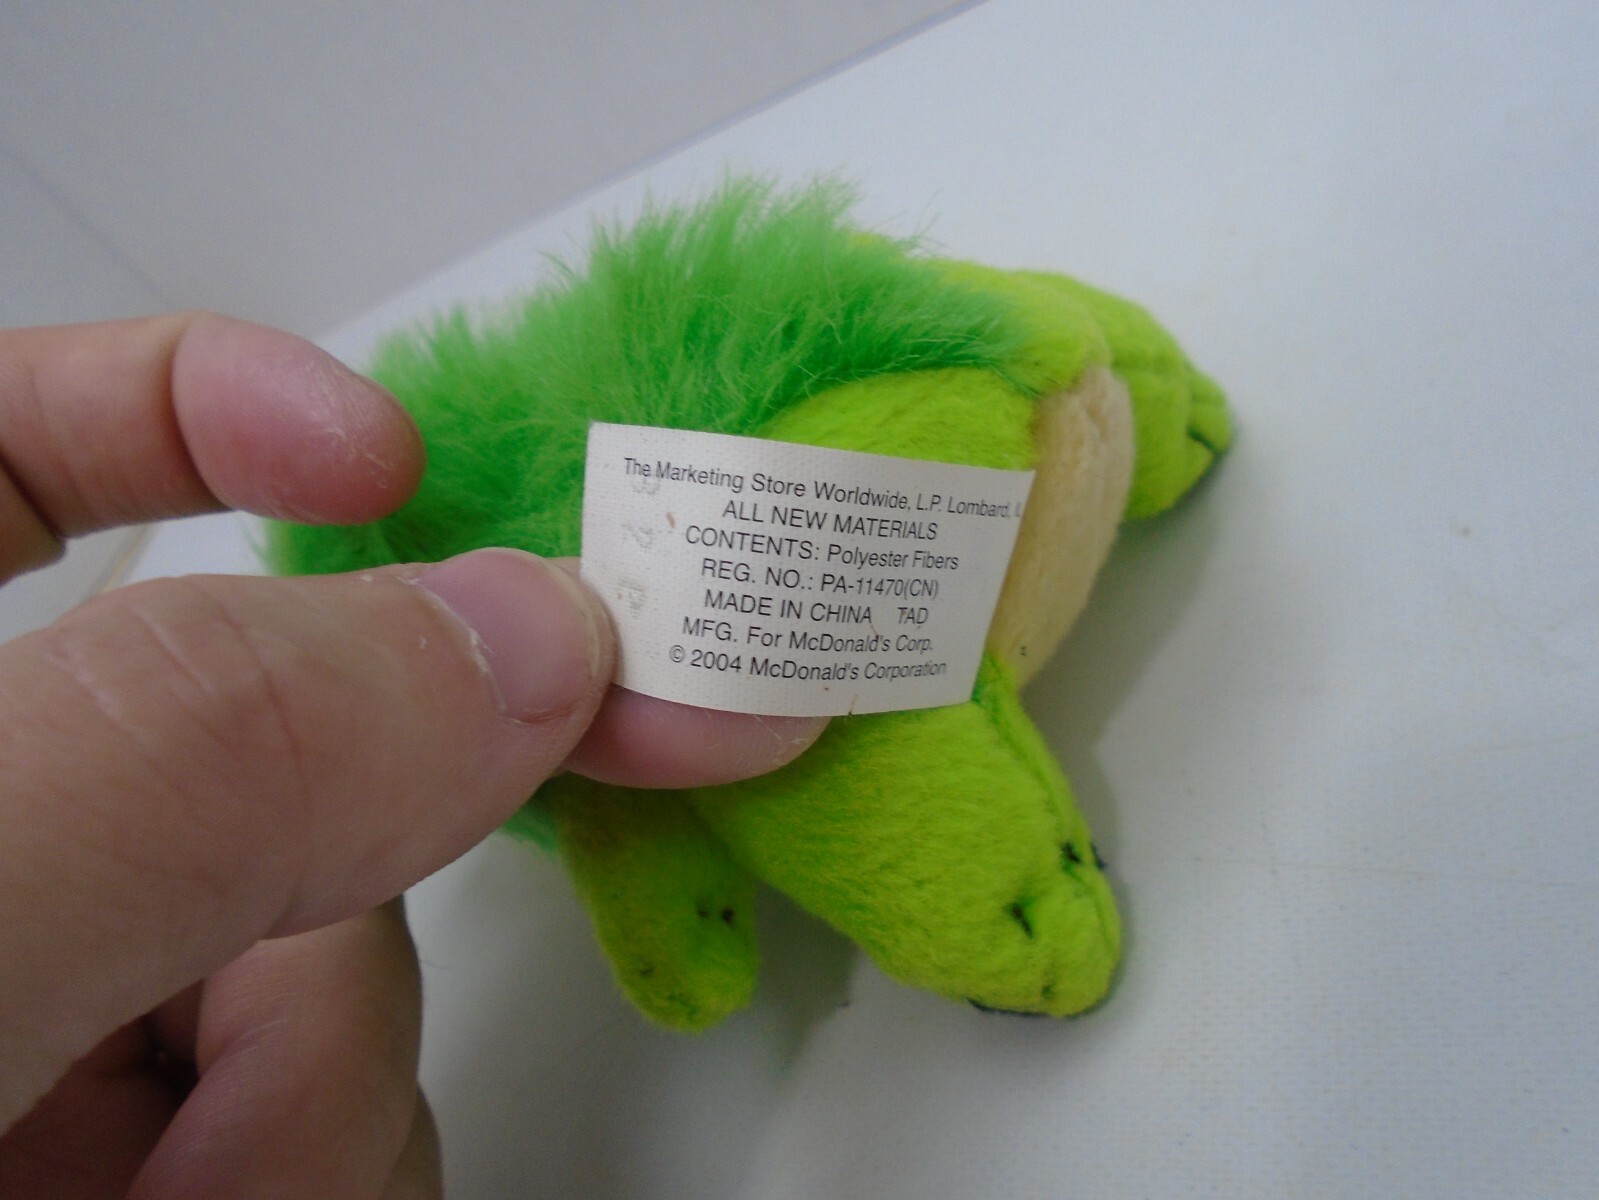 The Marketing Store Worldwide, L.P. Lombard, IL
ALL NEW MATERIALS
CONTENTS: Polyester Fibers
REG. NO.: PA-11470(CN)
MADE IN CHINA TAD
MFG. For McDonald's Corp.
© 2004 McDonald's Corporation